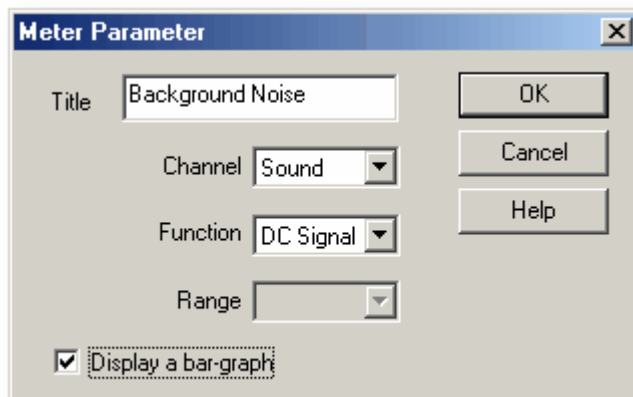 Meter Parameter
Title
Background Noise
OK
Channel
Sound
Cancel
Function
DC Signal
Help
Range
Display a bar-graph